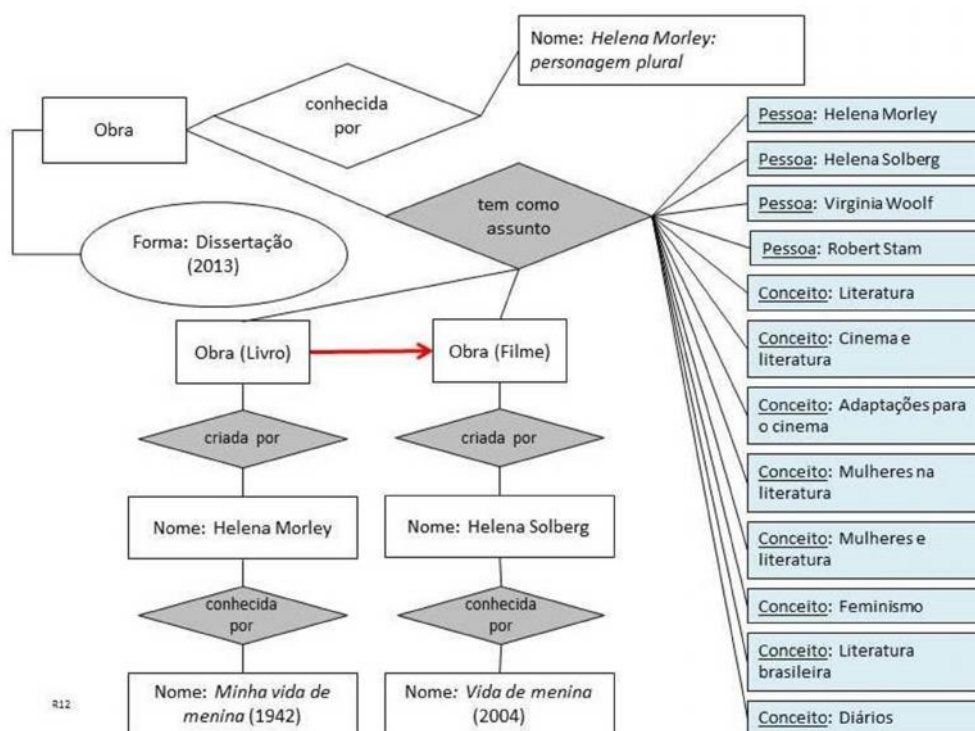 Nome: Helena Morley:
personagem plural
conhecida
por
Obra
Forma: Dissertação
(2013)
tem como
assunto
Obra (Livro)
Obra (Filme)
criada por
criada por
Nome: Helena Morley
Nome: Helena Solberg
conhecida
por
conhecida
por
Nome: Minha vida de
menina (1942)
Nome: Vida de menina
(2004)
Pessoa: Helena Morley
Pessoa: Helena Solberg
Pessoa: Virginia Woolf
Pessoa: Robert Stam
Conceito: Literatura
Conceito: Cinema e
literatura
Conceito: Adaptações para
o cinema
Conceito: Mulheres na
literatura
Conceito: Mulheres e
literatura
Conceito: Feminismo
Conceito: Literatura
brasileira
Conceito: Diários
R12